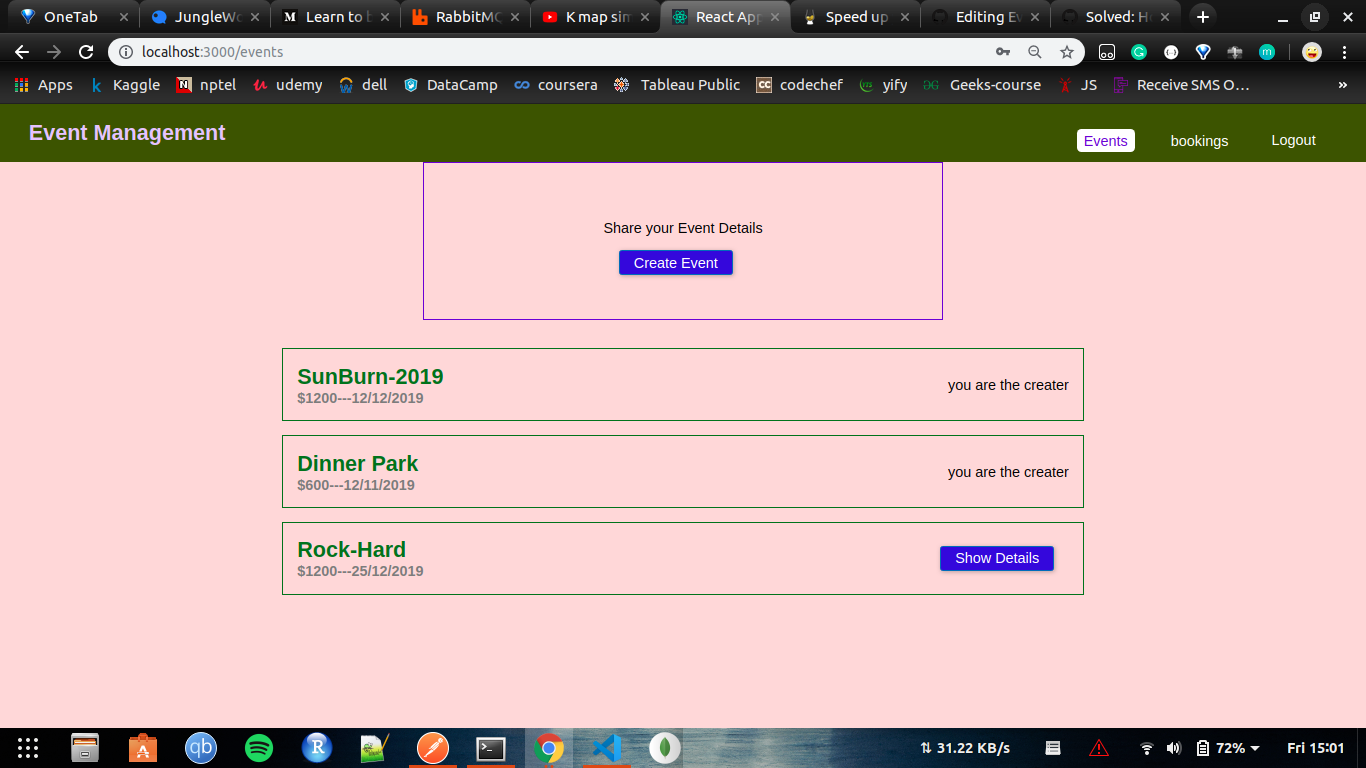 OneTab
JungleWo
Learn to b
RabbitMQ
K map sim
React App
Speed up
Editing Ev
Solved: Ho
localhost:3000/events
Apps
Kaggle
nptel
udemy
dell
DataCamp
coursera
Tableau Public
codechef
yify
Geeks-course
JS
Receive SMS O…
»
Event Management
Events
bookings
Logout
Share your Event Details
Create Event
SunBurn-2019
$1200---12/12/2019
you are the creater
Dinner Park
$600---12/11/2019
you are the creater
Rock-Hard
$1200---25/12/2019
Show Details
qb
R
31.22 KB/s
72%
Fri 15:01